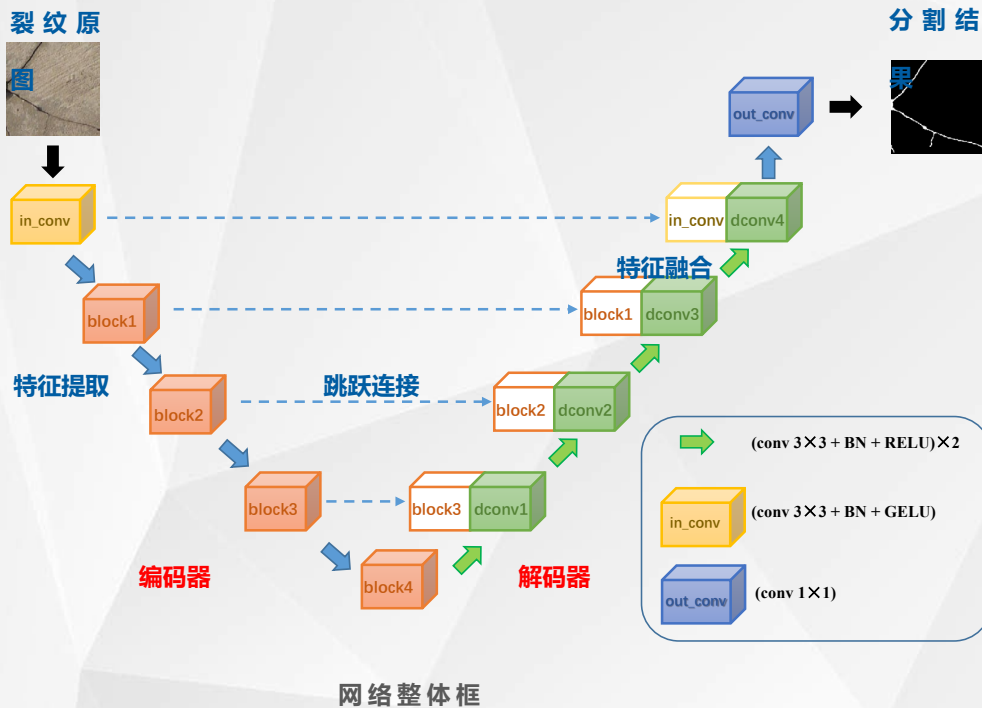 裂纹原
图
分割结
果
out_conv
in_conv
in_conv
dconv4
特征融合
block1
block1
dconv3
特征提取
跳跃连接
block2
block2
dconv2
(conv 3×3 + BN + RELU)×2
block3
block3
dconv1
in_conv
(conv 3×3 + BN + GELU)
编码器
block4
解码器
out_conv
(conv 1×1)
网络整体框